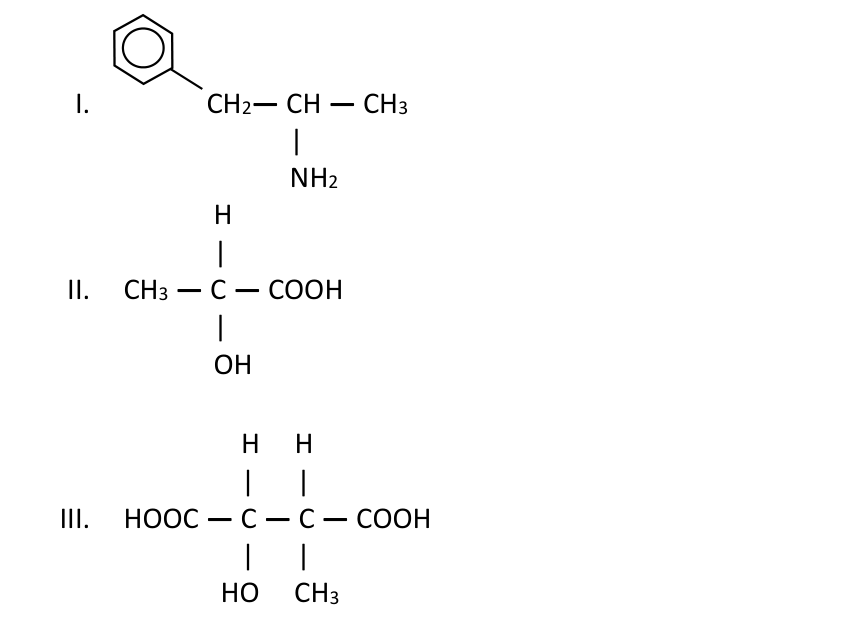 I. CH2— CH — CH3
|
NH2
H
|
II. CH3 — C — COOH
|
OH
H H
| |
III. HOOC — C — C — COOH
| |
HO CH3